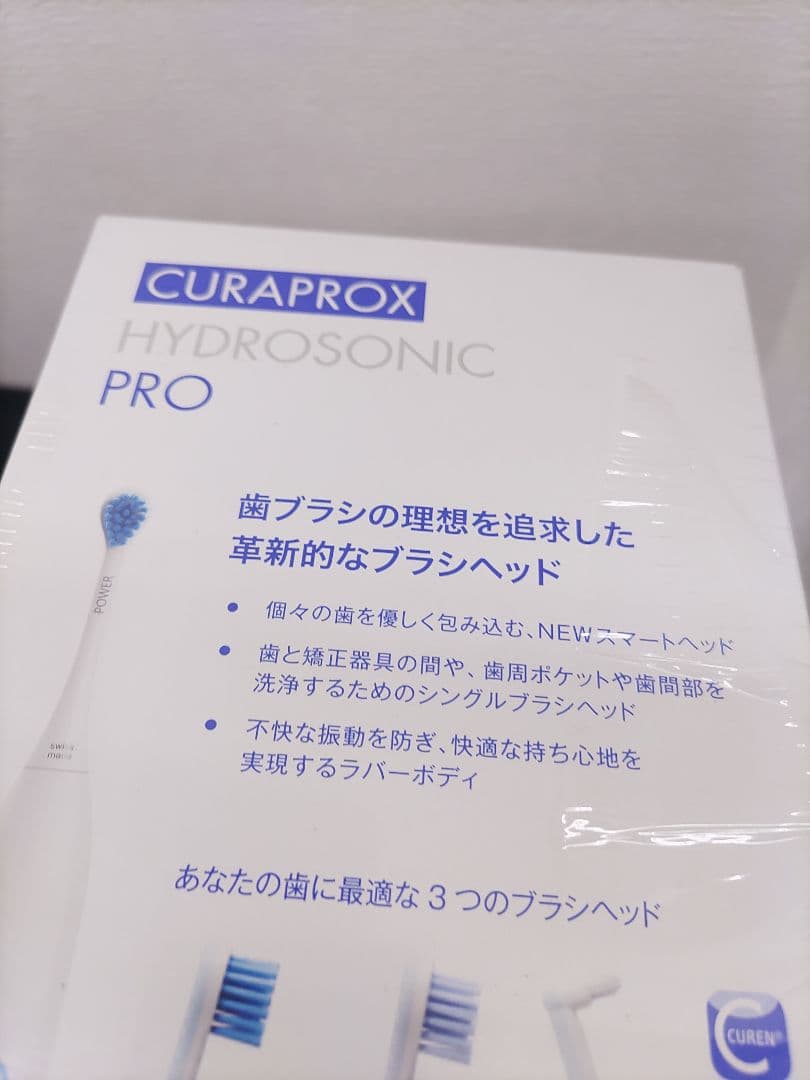 CURAPROX
HYDROSONIC
PRO
歯ブラシの理想を追求した
革新的なブラシヘッド
• 個々の歯を優しく包み込む、NEWスマートヘッド
• 歯と矯正器具の間や、歯周ポケットや歯間部を
洗浄するためのシングルブラシヘッド
• 不快な振動を防ぎ、快適な持ち心地を
実現するラバーボディ
POWER
swiss
made
あなたの歯に最適な3つのブラシヘッド
CUREN®